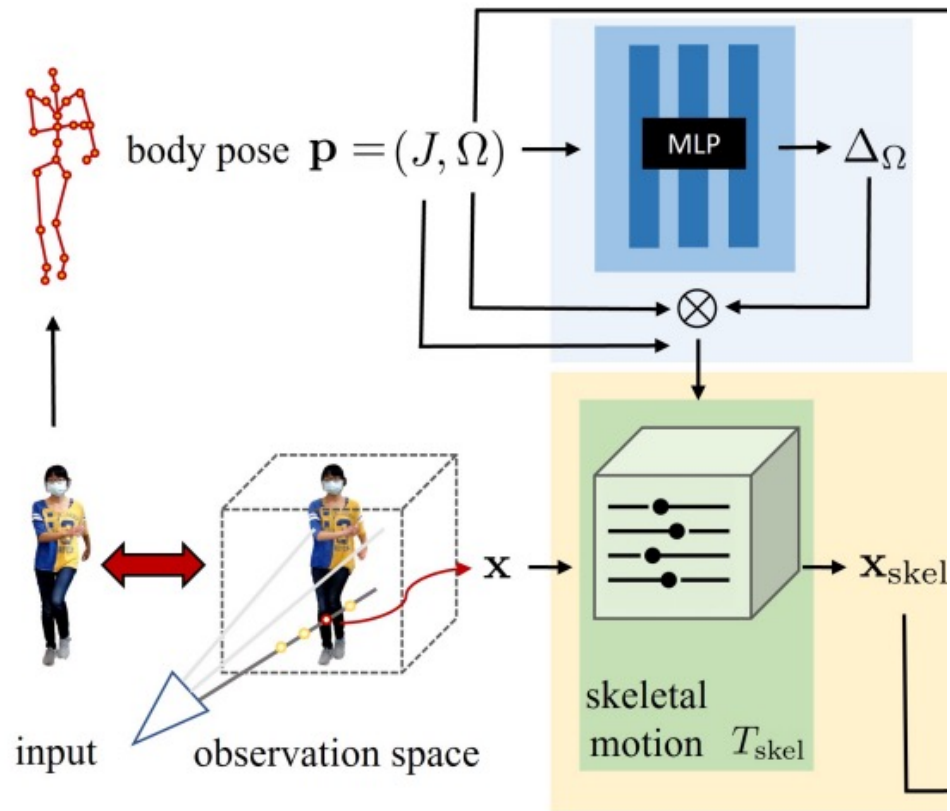 body pose p = (J, Ω)
MLP
Δ_Ω
x
x_skel
skeletal
motion T_skel
input
observation space